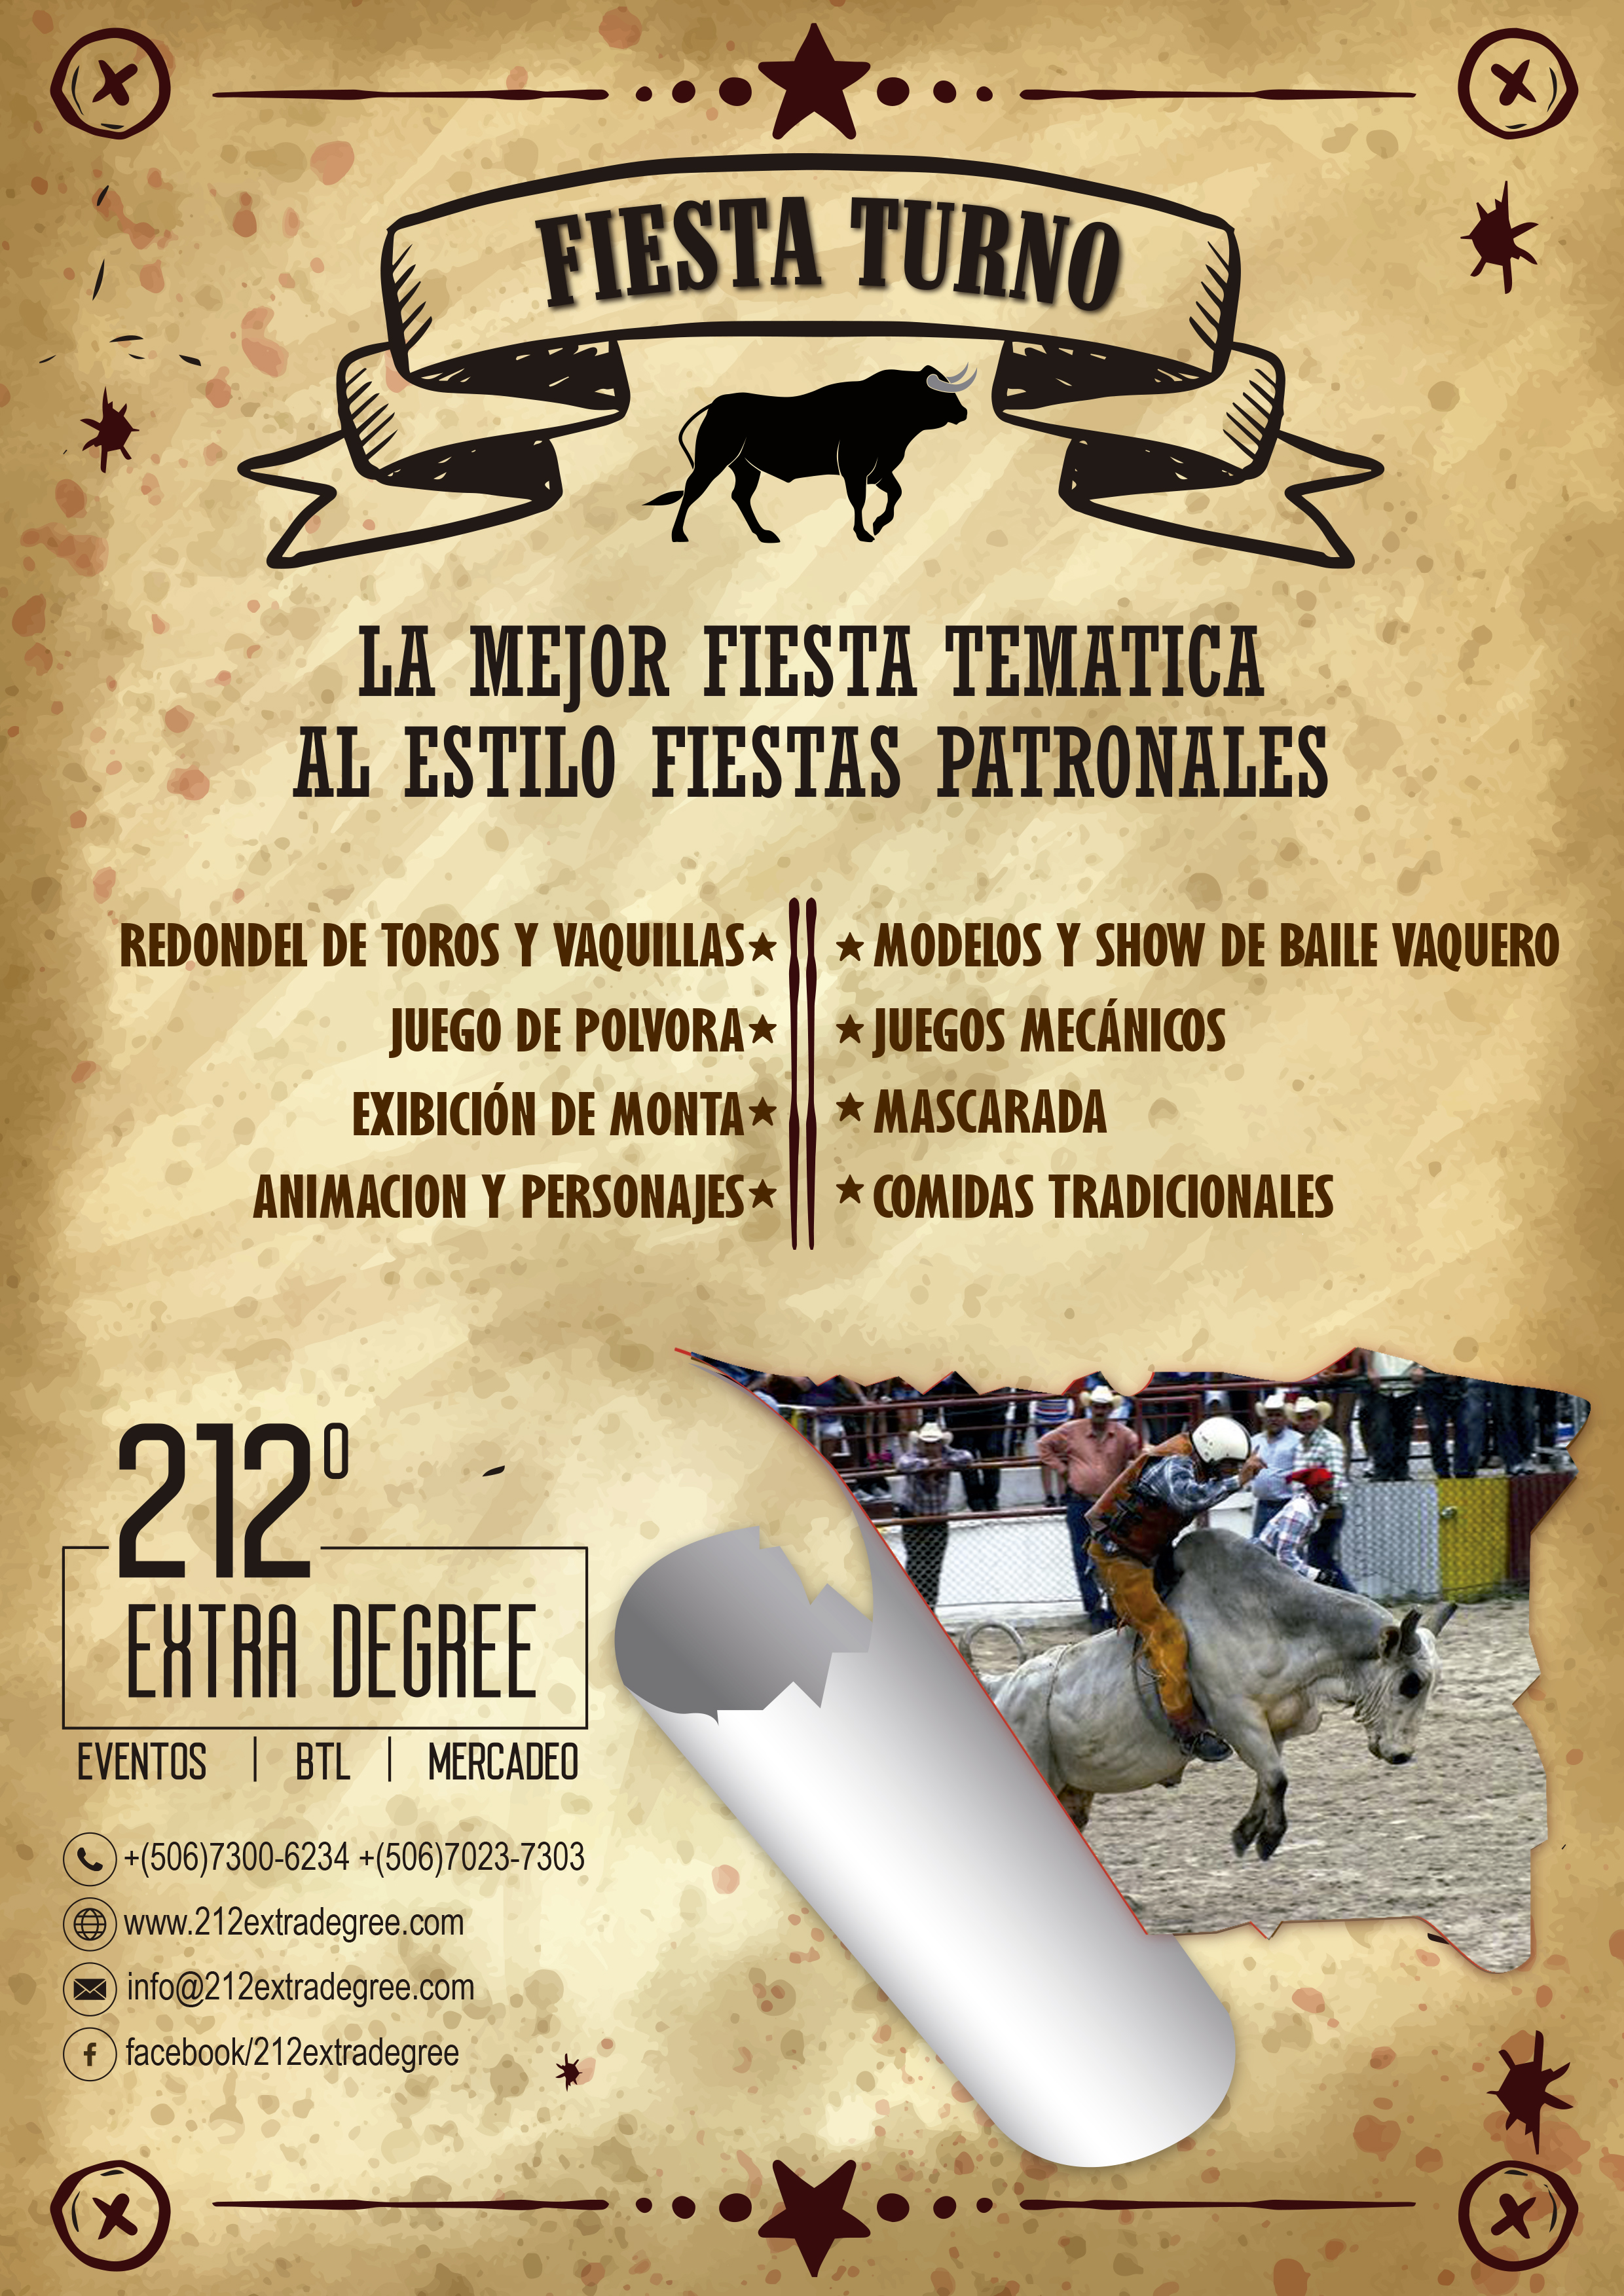 FIESTA TURNO
LA MEJOR FIESTA TEMATICA
AL ESTILO FIESTAS PATRONALES
REDONDEL DE TOROS Y VAQUILLAS
JUEGO DE POLVORA
EXIBICIÓN DE MONTA
ANIMACION Y PERSONAJES
MODELOS Y SHOW DE BAILE VAQUERO
JUEGOS MECÁNICOS
MASCARADA
COMIDAS TRADICIONALES
212º
EXTRA DEGREE
EVENTOS | BTL | MERCADEO
+(506)7300-6234 +(506)7023-7303
www.212extradegree.com
info@212extradegree.com
facebook/212extradegree